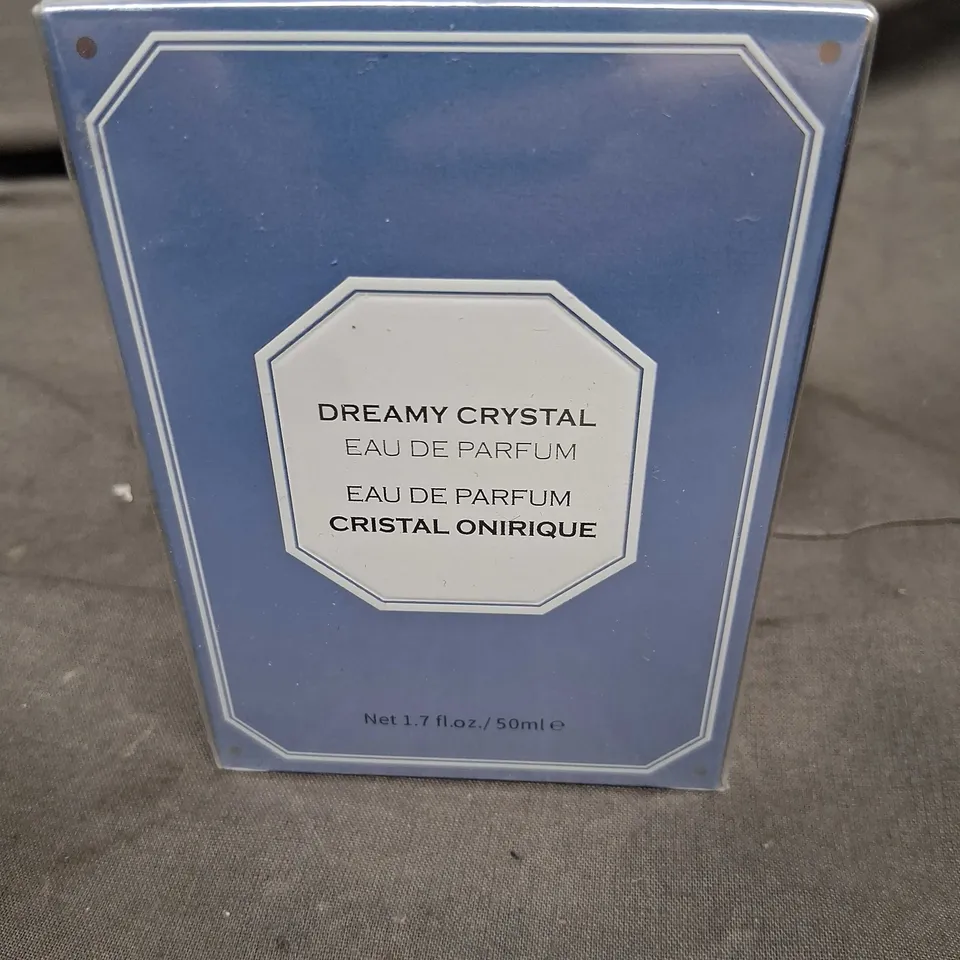 DREAMY CRYSTAL
EAU DE PARFUM
EAU DE PARFUM
CRISTAL ONIRIQUE
Net 1.7 fl.oz./ 50ml ℮